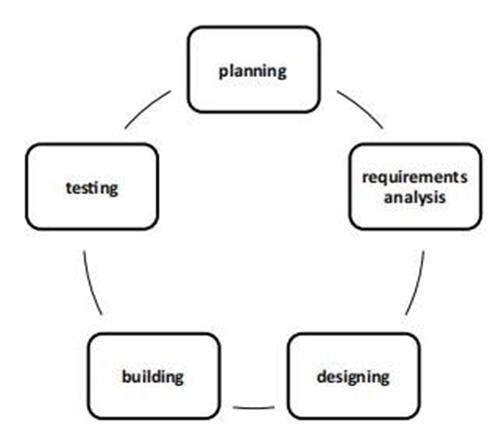 planning
requirements
analysis
designing
building
testing